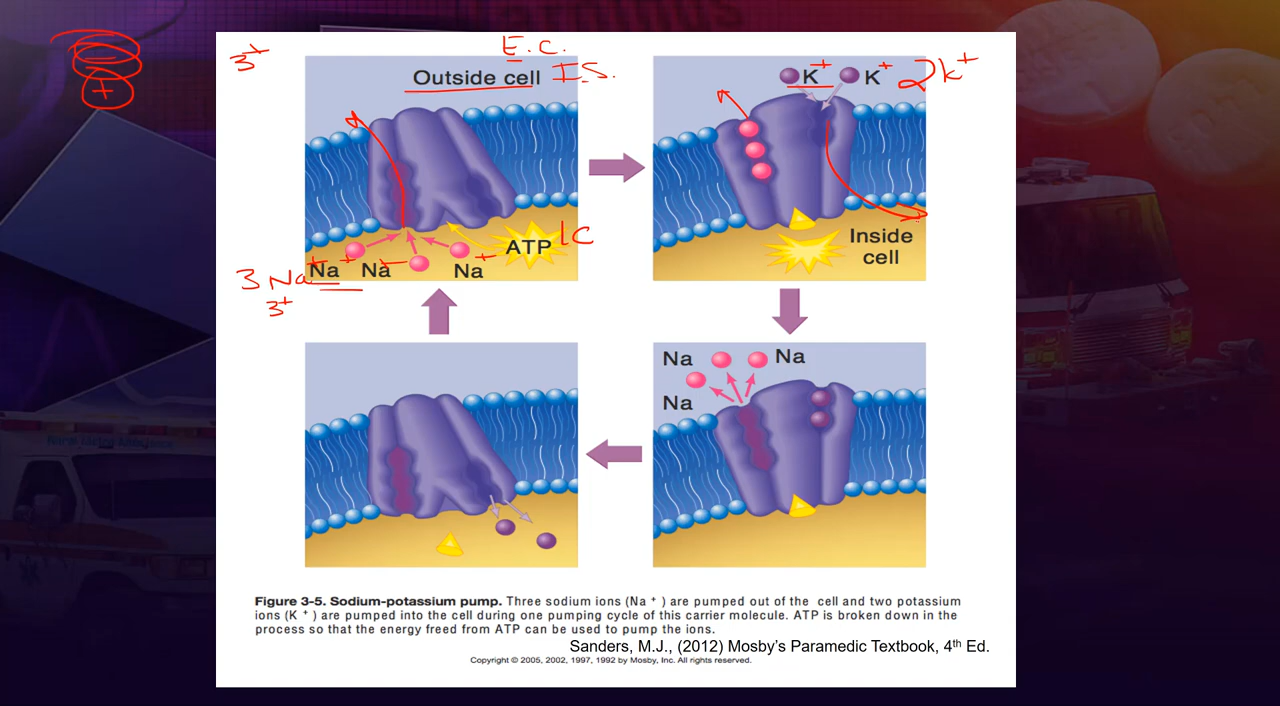 3+
E.C.
Outside cell I.S.
K+ K+ 2K+
ATP IC
Na+ Na+ Na+
3 Na+
3+
Inside
cell
+
Na Na
Na
Rural/Metro Ambulance
Figure 3-5. Sodium-potassium pump. Three sodium ions (Na + ) are pumped out of the cell and two potassium
ions (K + ) are pumped into the cell during one pumping cycle of this carrier molecule. ATP is broken down in the
process so that the energy freed from ATP can be used to pump the ions.
Sanders, M.J., (2012) Mosby's Paramedic Textbook, 4th Ed.
Copyright © 2005, 2002, 1997, 1992 by Mosby, Inc. All rights reserved.